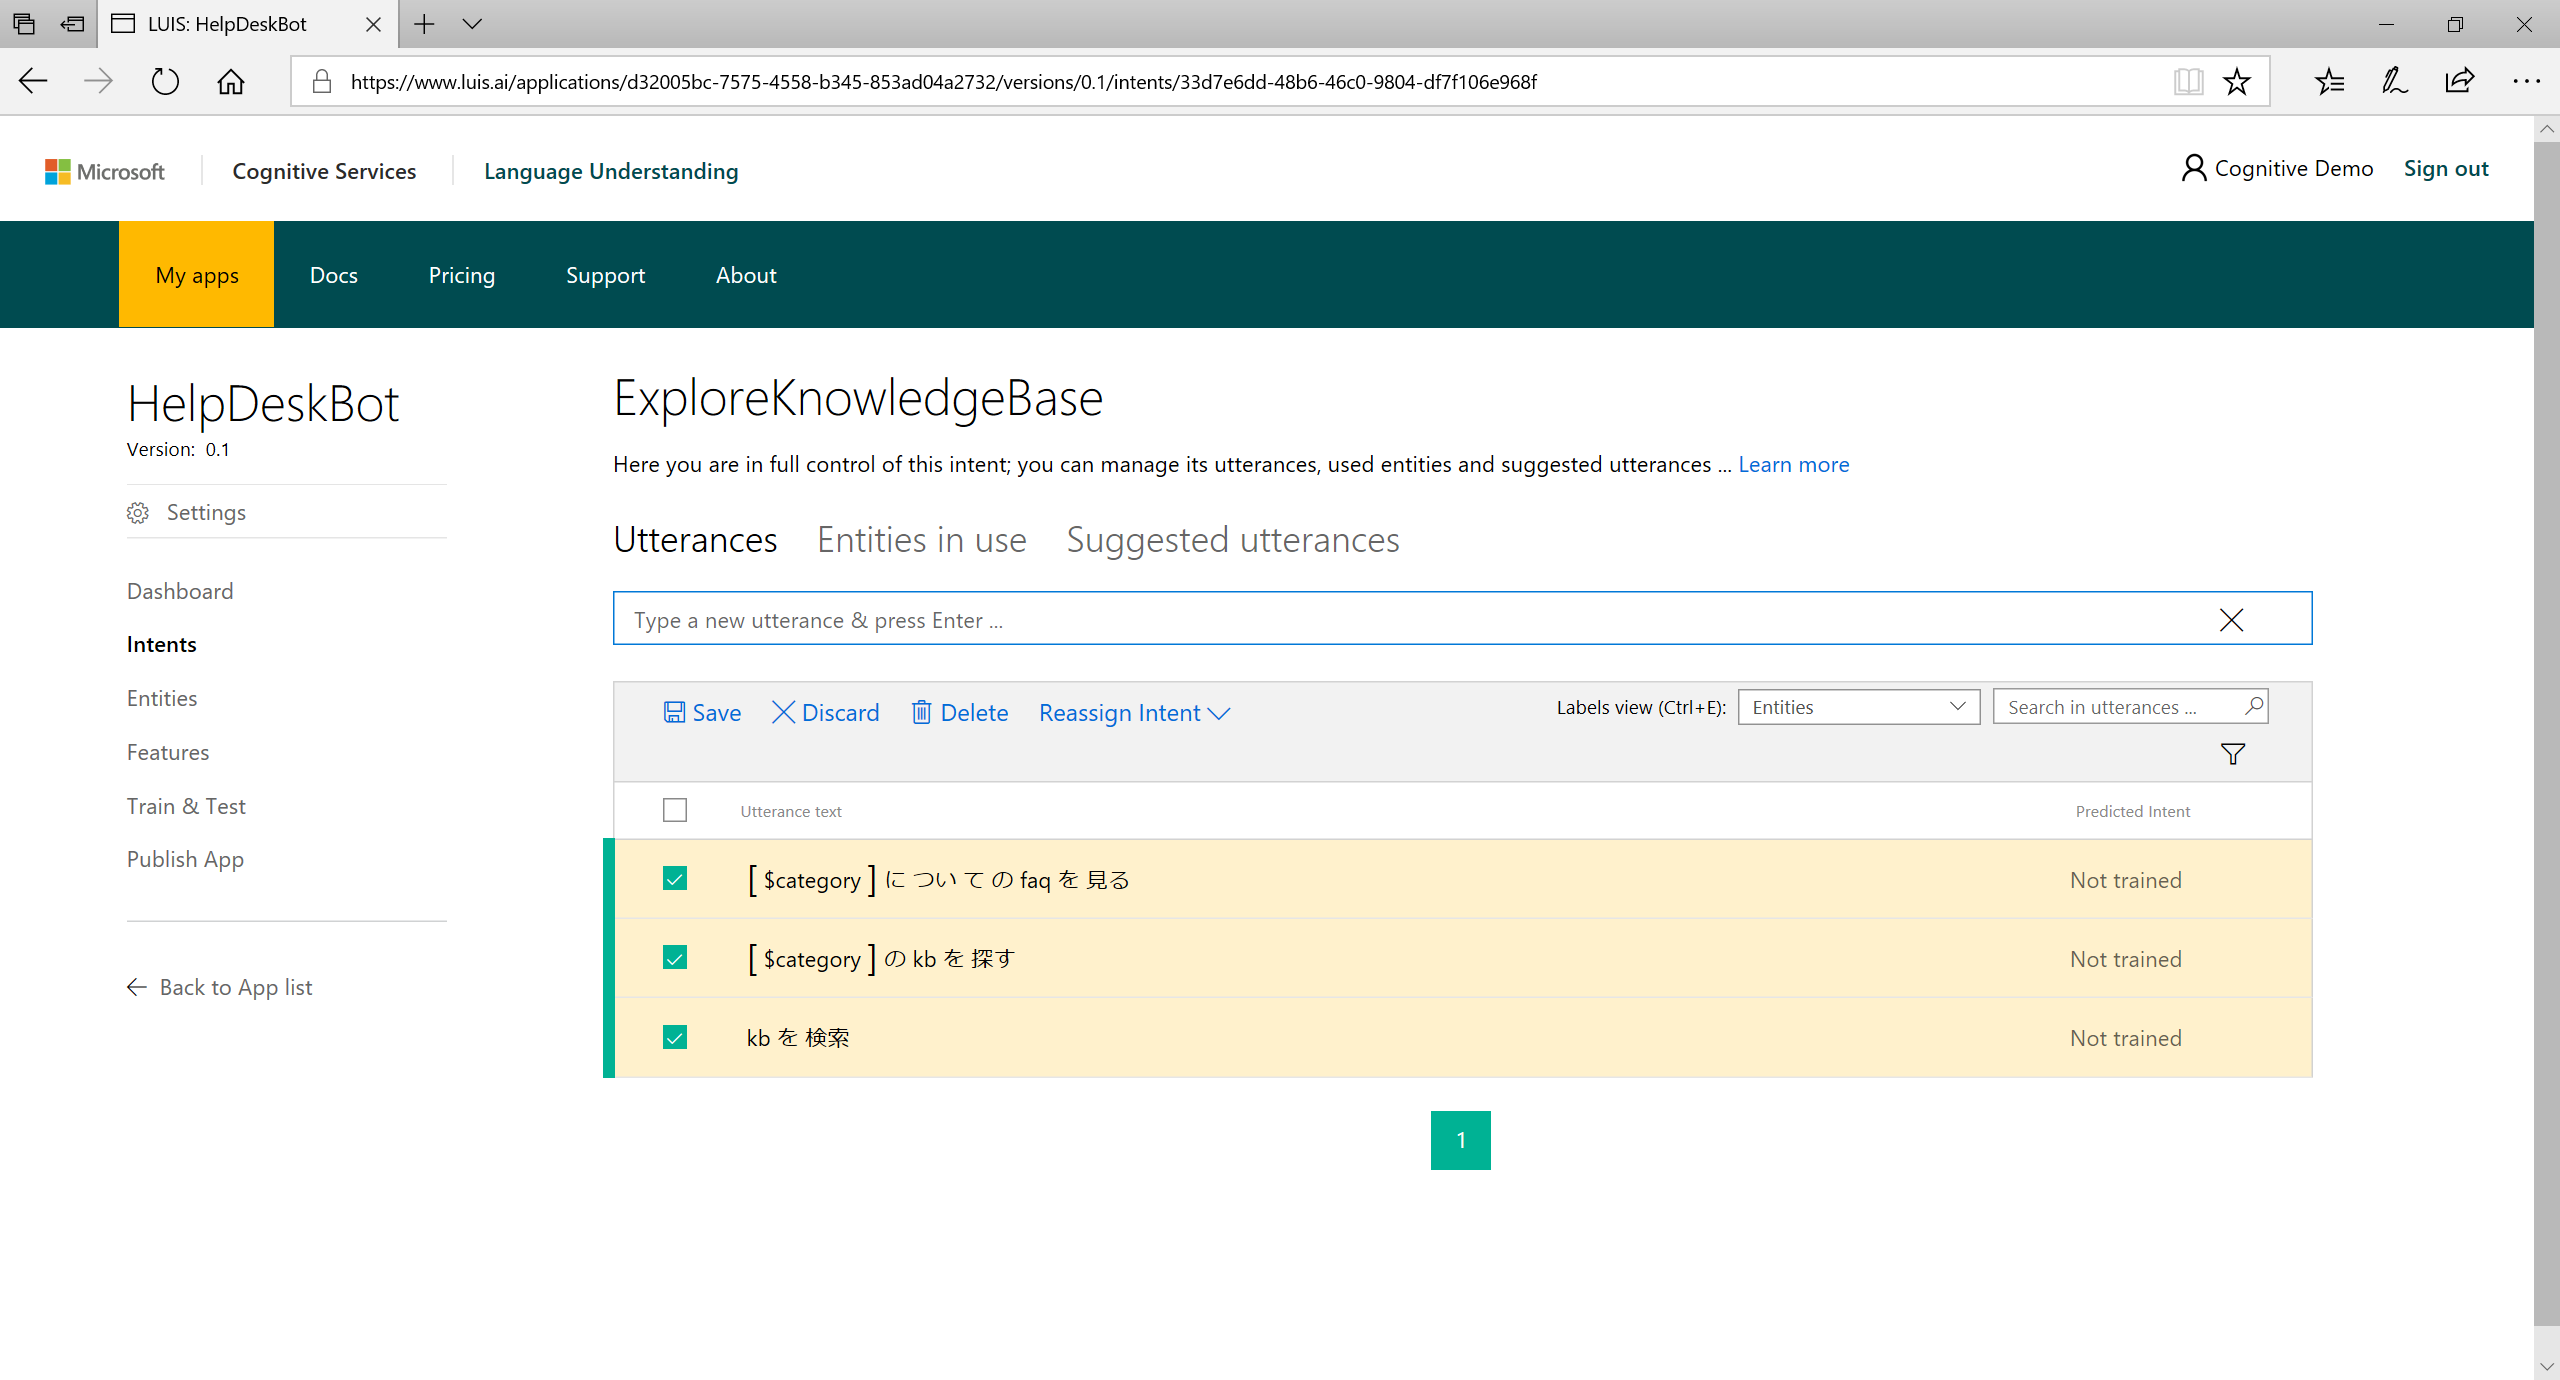 LUIS: HelpDeskBot
https://www.luis.ai/applications/d32005bc-7575-4558-b345-853ad04a2732/versions/0.1/intents/33d7e6dd-48b6-46c0-9804-df7f106e968f
Microsoft
Cognitive Services
Language Understanding
Cognitive Demo
Sign out
My apps
Docs
Pricing
Support
About
HelpDeskBot
Version: 0.1
Settings
Dashboard
Intents
Entities
Features
Train & Test
Publish App
Back to App list
ExploreKnowledgeBase
Here you are in full control of this intent; you can manage its utterances, used entities and suggested utterances ... Learn more
Utterances
Entities in use
Suggested utterances
Type a new utterance & press Enter ...
Save
Discard
Delete
Reassign Intent
Labels view (Ctrl+E):
Entities
Search in utterances ...
Utterance text
Predicted Intent
[ $category ] に つい て の faq を 見る
Not trained
[ $category ] の kb を 探す
Not trained
kb を 検索
Not trained
1